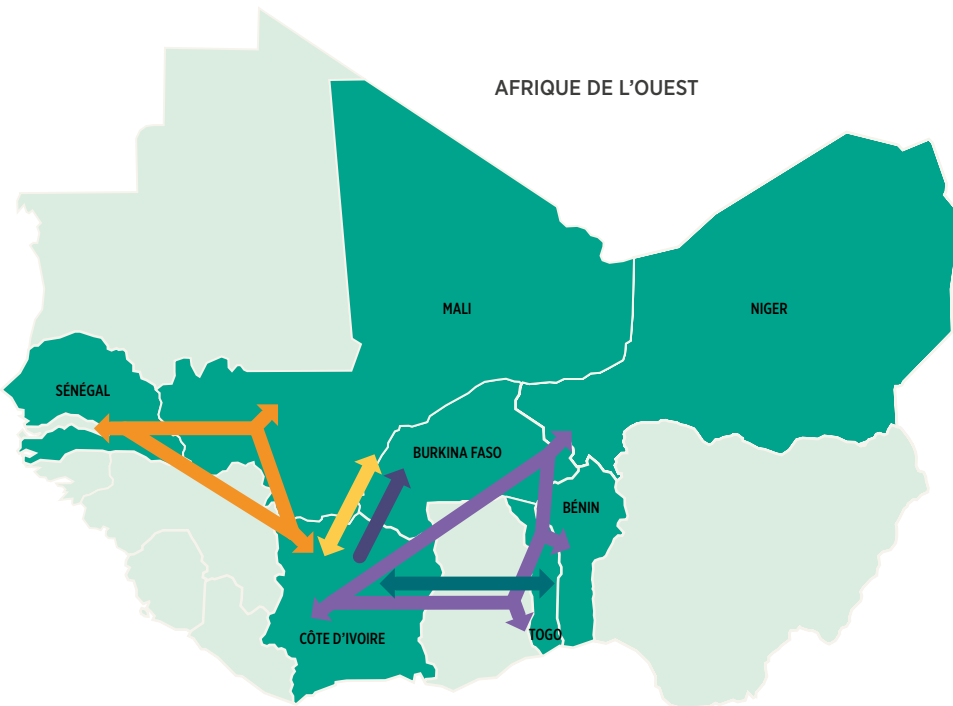 AFRIQUE DE L'OUEST
MALI
NIGER
SÉNÉGAL
BURKINA FASO
BÉNIN
CÔTE D'IVOIRE
TOGO